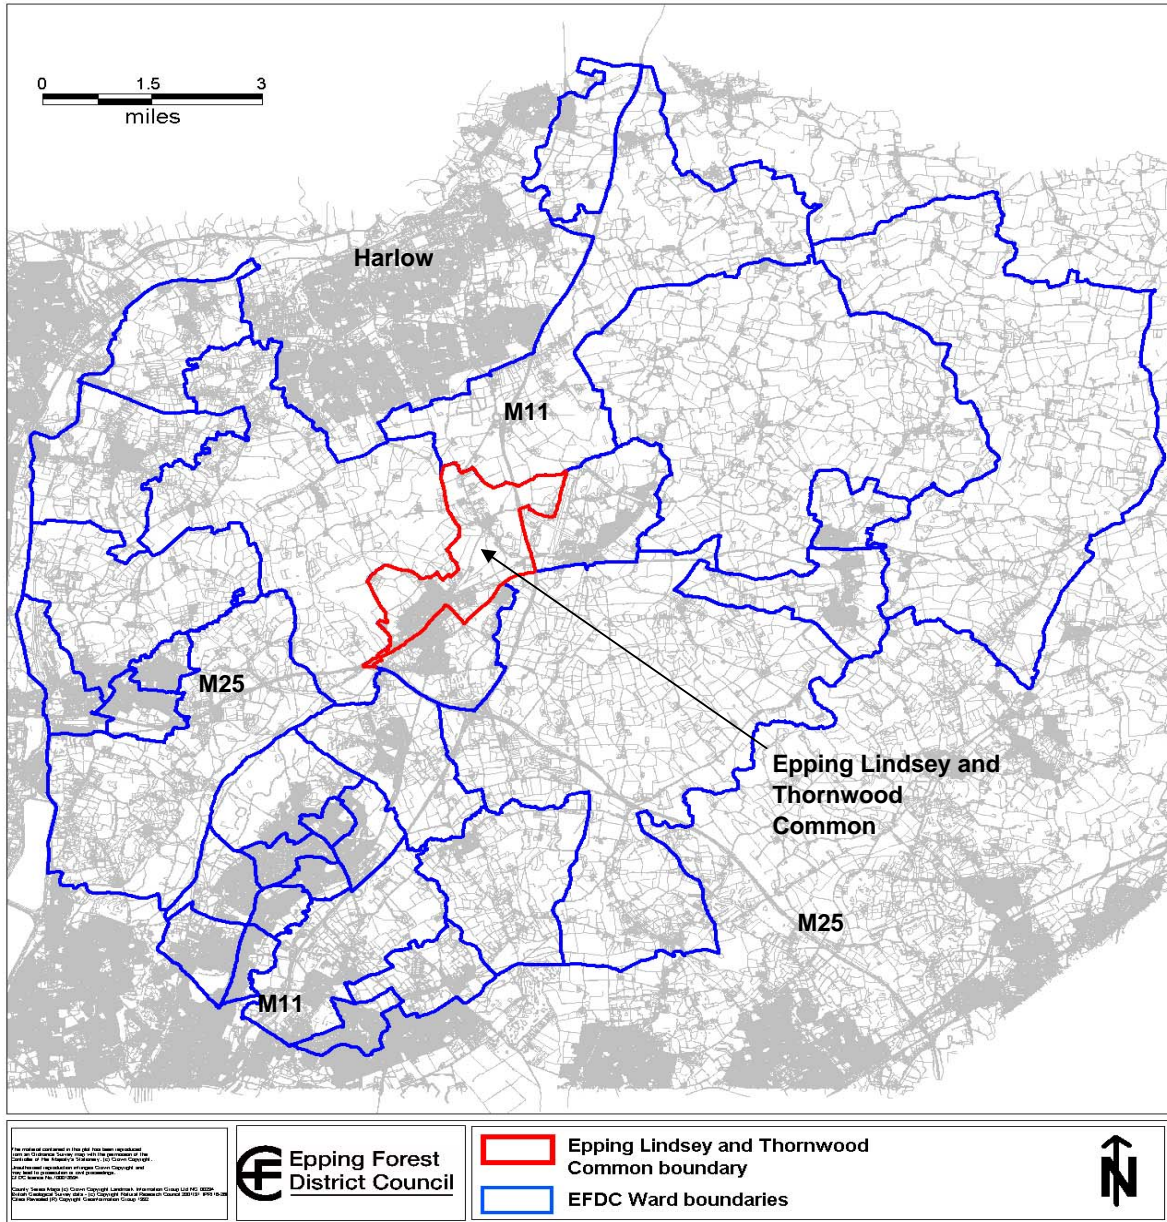 0 1.5 3
miles
Harlow
M11
M25
Epping Lindsey and
Thornwood
Common
M25
M11
Epping Forest
District Council
Epping Lindsey and Thornwood
Common boundary
EFDC Ward boundaries
N